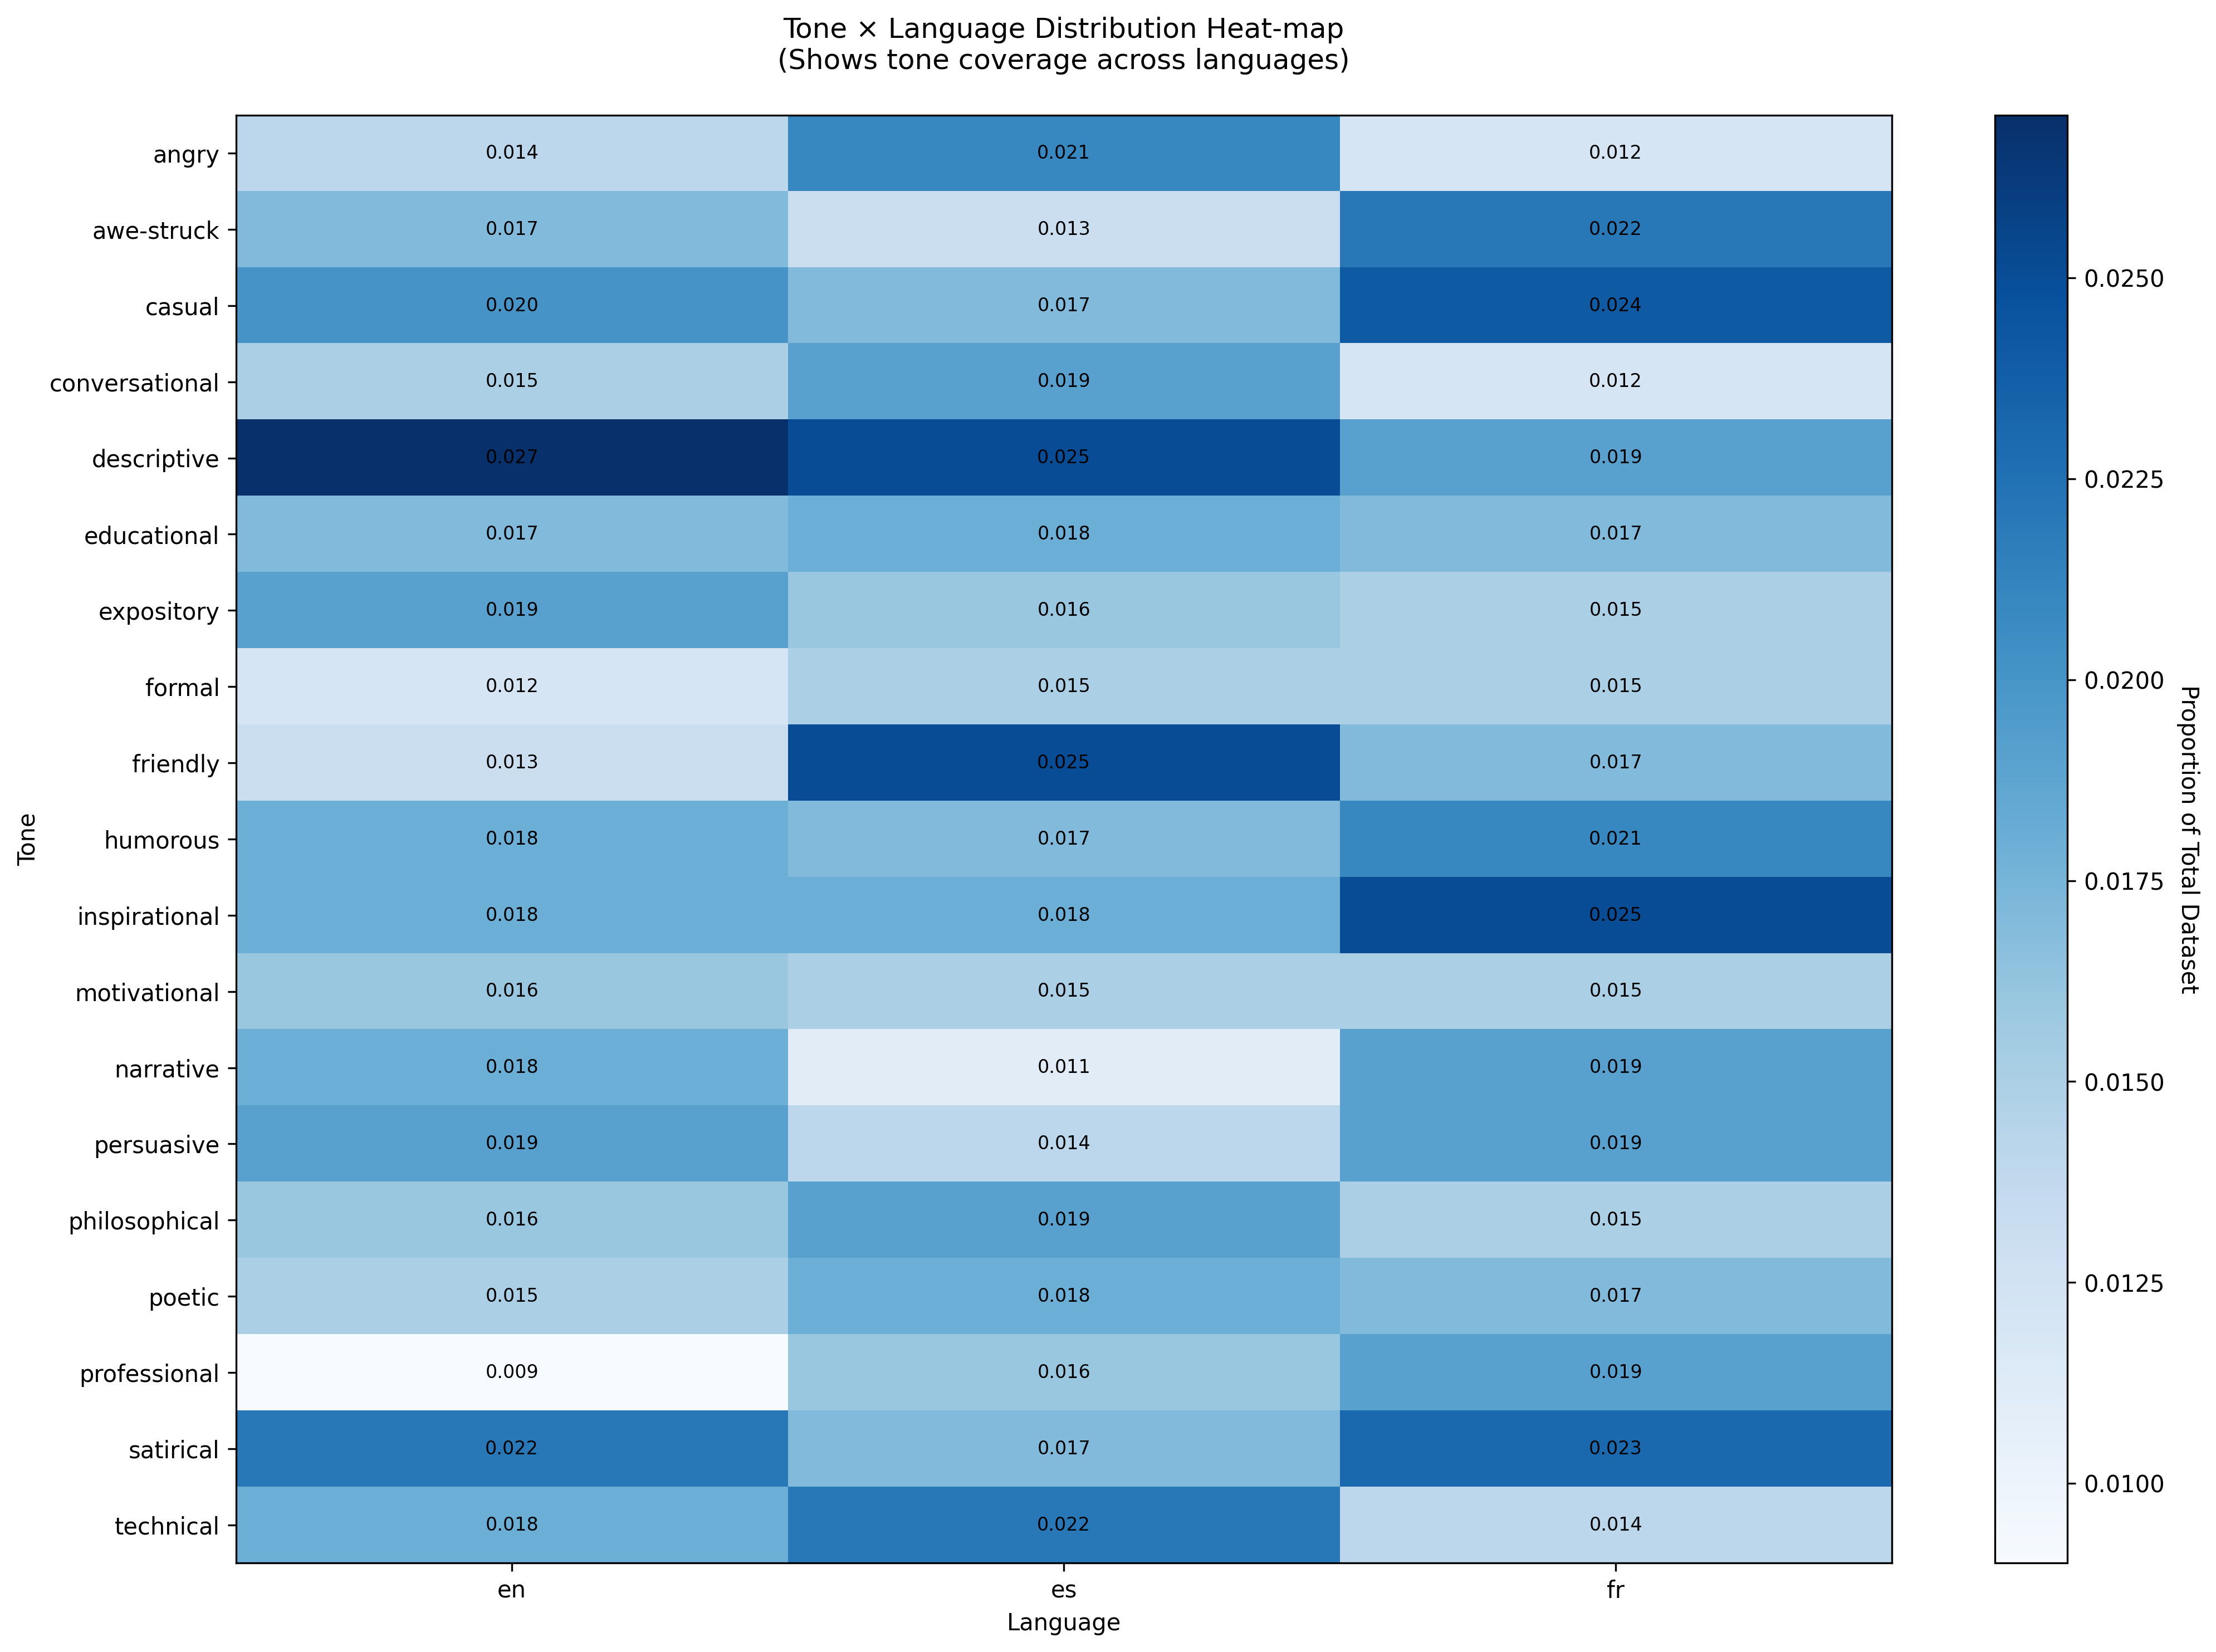 Tone × Language Distribution Heat-map
(Shows tone coverage across languages)
angry 0.014 0.021 0.012
awe-struck 0.017 0.013 0.022
casual 0.020 0.017 0.024
conversational 0.015 0.019 0.012
descriptive 0.027 0.025 0.019
educational 0.017 0.018 0.017
expository 0.019 0.016 0.015
formal 0.012 0.015 0.015
friendly 0.013 0.025 0.017
humorous 0.018 0.017 0.021
inspirational 0.018 0.018 0.025
motivational 0.016 0.015 0.015
narrative 0.018 0.011 0.019
persuasive 0.019 0.014 0.019
philosophical 0.016 0.019 0.015
poetic 0.015 0.018 0.017
professional 0.009 0.016 0.019
satirical 0.022 0.017 0.023
technical 0.018 0.022 0.014
en es fr
Language
Tone
0.0250
0.0225
0.0200
0.0175
0.0150
0.0125
0.0100
Proportion of Total Dataset